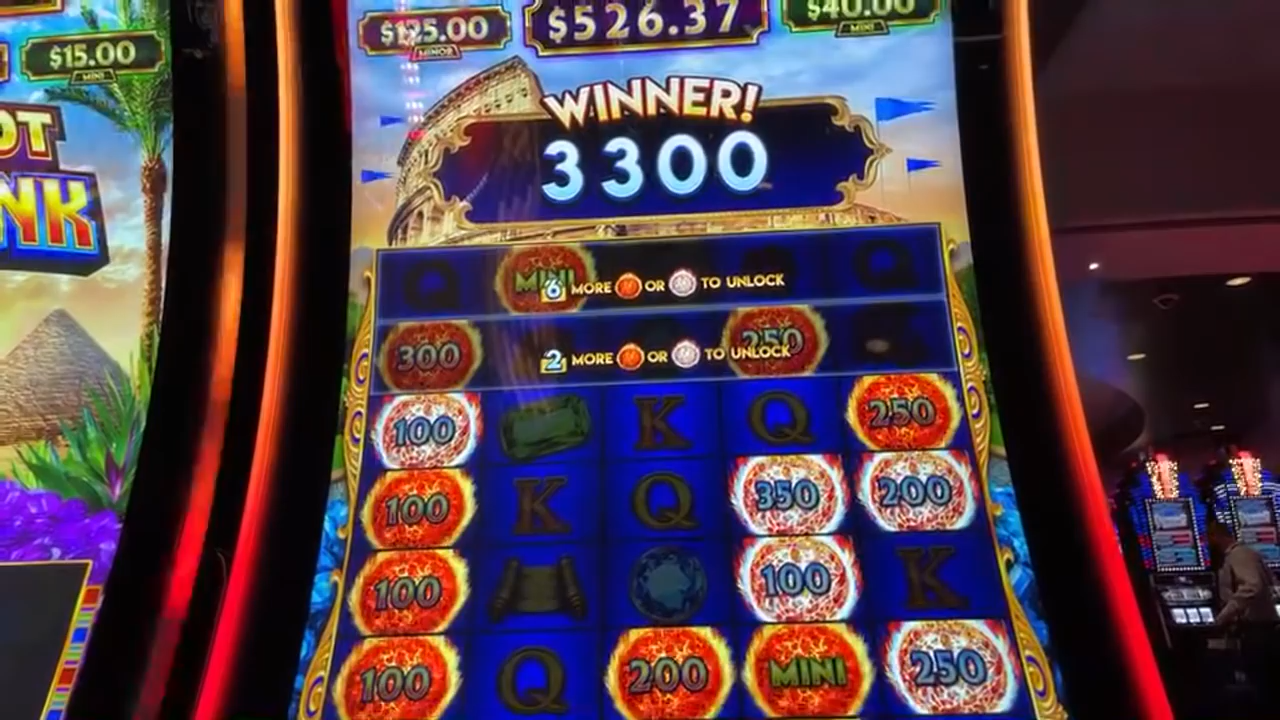 $125.00
MINOR
$526.37
$40.00
MINI
$15.00
MINI
WINNER!
3300
OT
NK
Q
MINI
6 MORE OR TO UNLOCK
Q
300
250
2 MORE OR TO UNLOCK
100
K
Q
250
100
K
Q
350
200
100
100
K
100
Q
200
MINI
250